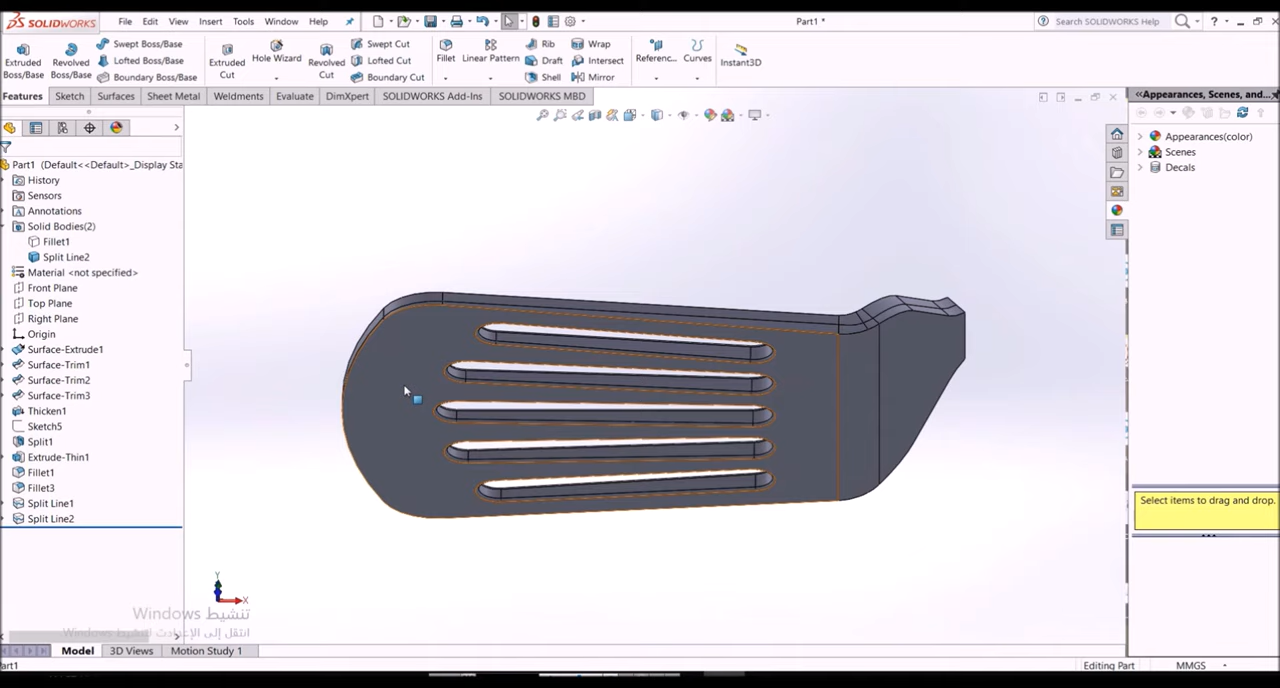 SOLIDWORKS File Edit View Insert Tools Window Help Part1 * Search SOLIDWORKS Help ?
Extruded Boss/Base
Revolved Boss/Base
Swept Boss/Base
Lofted Boss/Base
Boundary Boss/Base
Extruded Cut
Hole Wizard
Revolved Cut
Swept Cut
Lofted Cut
Boundary Cut
Fillet
Linear Pattern
Rib
Draft
Shell
Wrap
Intersect
Mirror
Referenc...
Curves
Instant3D
Features Sketch Surfaces Sheet Metal Weldments Evaluate DimXpert SOLIDWORKS Add-Ins SOLIDWORKS MBD
Part1 (Default<<Default>_Display Sta
History
Sensors
Annotations
Solid Bodies(2)
Fillet1
Split Line2
Material <not specified>
Front Plane
Top Plane
Right Plane
Origin
Surface-Extrude1
Surface-Trim1
Surface-Trim2
Surface-Trim3
Thicken1
Sketch5
Split1
Extrude-Thin1
Fillet1
Fillet3
Split Line1
Split Line2
Y
X
تنشيط Windows
انتقل إلى الإعدادات لتنشيط Windows
Appearances, Scenes, and...
Appearances(color)
Scenes
Decals
Select items to drag and drop.
Model 3D Views Motion Study 1
art1 Editing Part MMGS